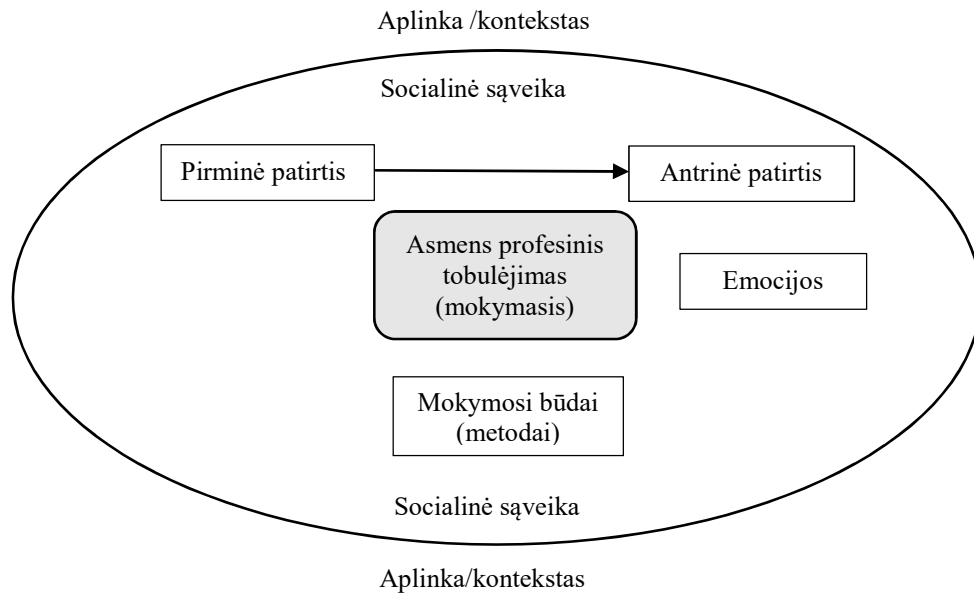 Aplinka /kontekstas
Socialinė sąveika
Pirminė patirtis
Antrinė patirtis
Asmens profesinis
tobulėjimas
(mokymasis)
Emocijos
Mokymosi būdai
(metodai)
Socialinė sąveika
Aplinka/kontekstas